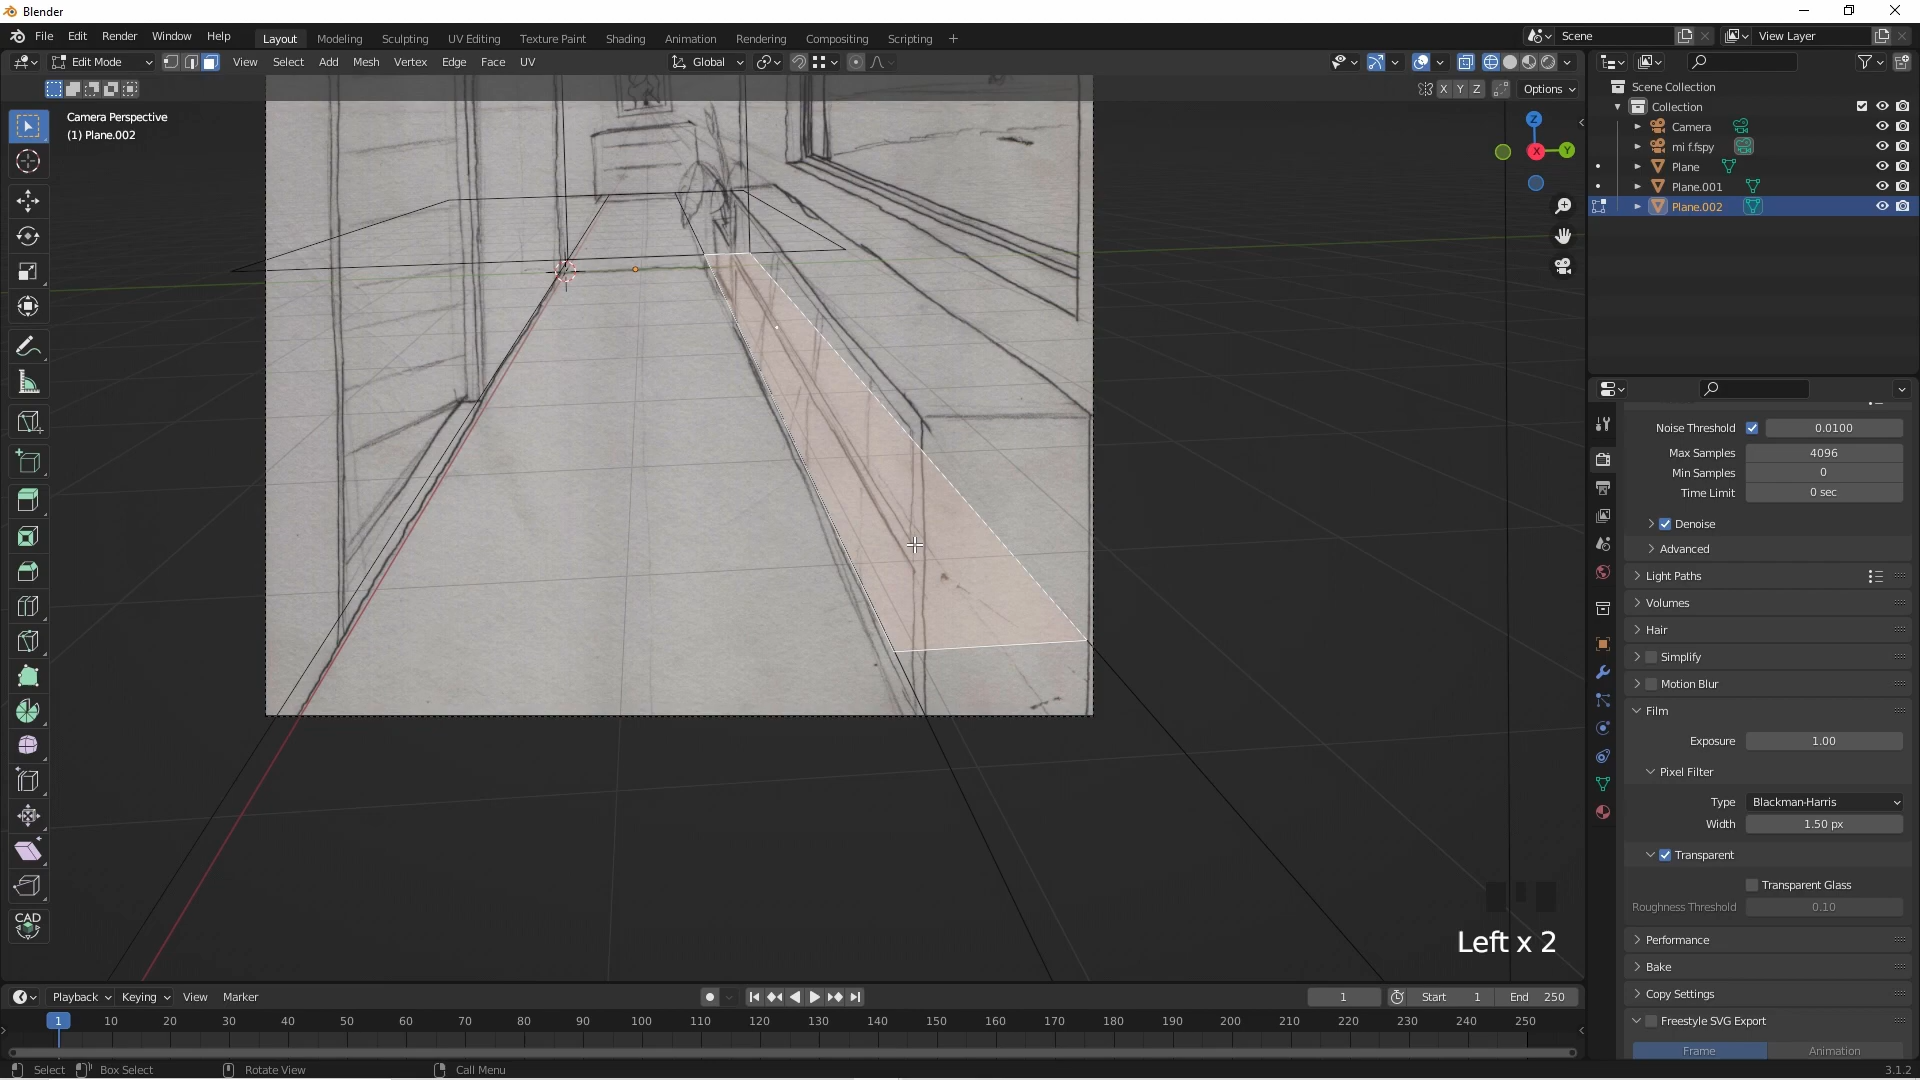 Blender
File Edit Render Window Help
Layout Modeling Sculpting UV Editing Texture Paint Shading Animation Rendering Compositing Scripting +
Scene
View Layer
Edit Mode View Select Add Mesh Vertex Edge Face UV
Global
X Y Z Options
Camera Perspective
(1) Plane.002
Z
X
Y
CAD
Left x 2
Scene Collection
Collection
Camera
mi f.fspy
Plane
Plane.001
Plane.002
Noise Threshold 0.0100
Max Samples 4096
Min Samples 0
Time Limit 0 sec
Denoise
Advanced
Light Paths
Volumes
Hair
Simplify
Motion Blur
Film
Exposure 1.00
Pixel Filter
Type Blackman-Harris
Width 1.50 px
Transparent
Transparent Glass
Roughness Threshold 0.10
Performance
Bake
Copy Settings
Freestyle SVG Export
Frame Animation
Playback Keying View Marker
1 Start 1 End 250
1 10 20 30 40 50 60 70 80 90 100 110 120 130 140 150 160 170 180 190 200 210 220 230 240 250
Select Box Select Rotate View Call Menu
3.1.2